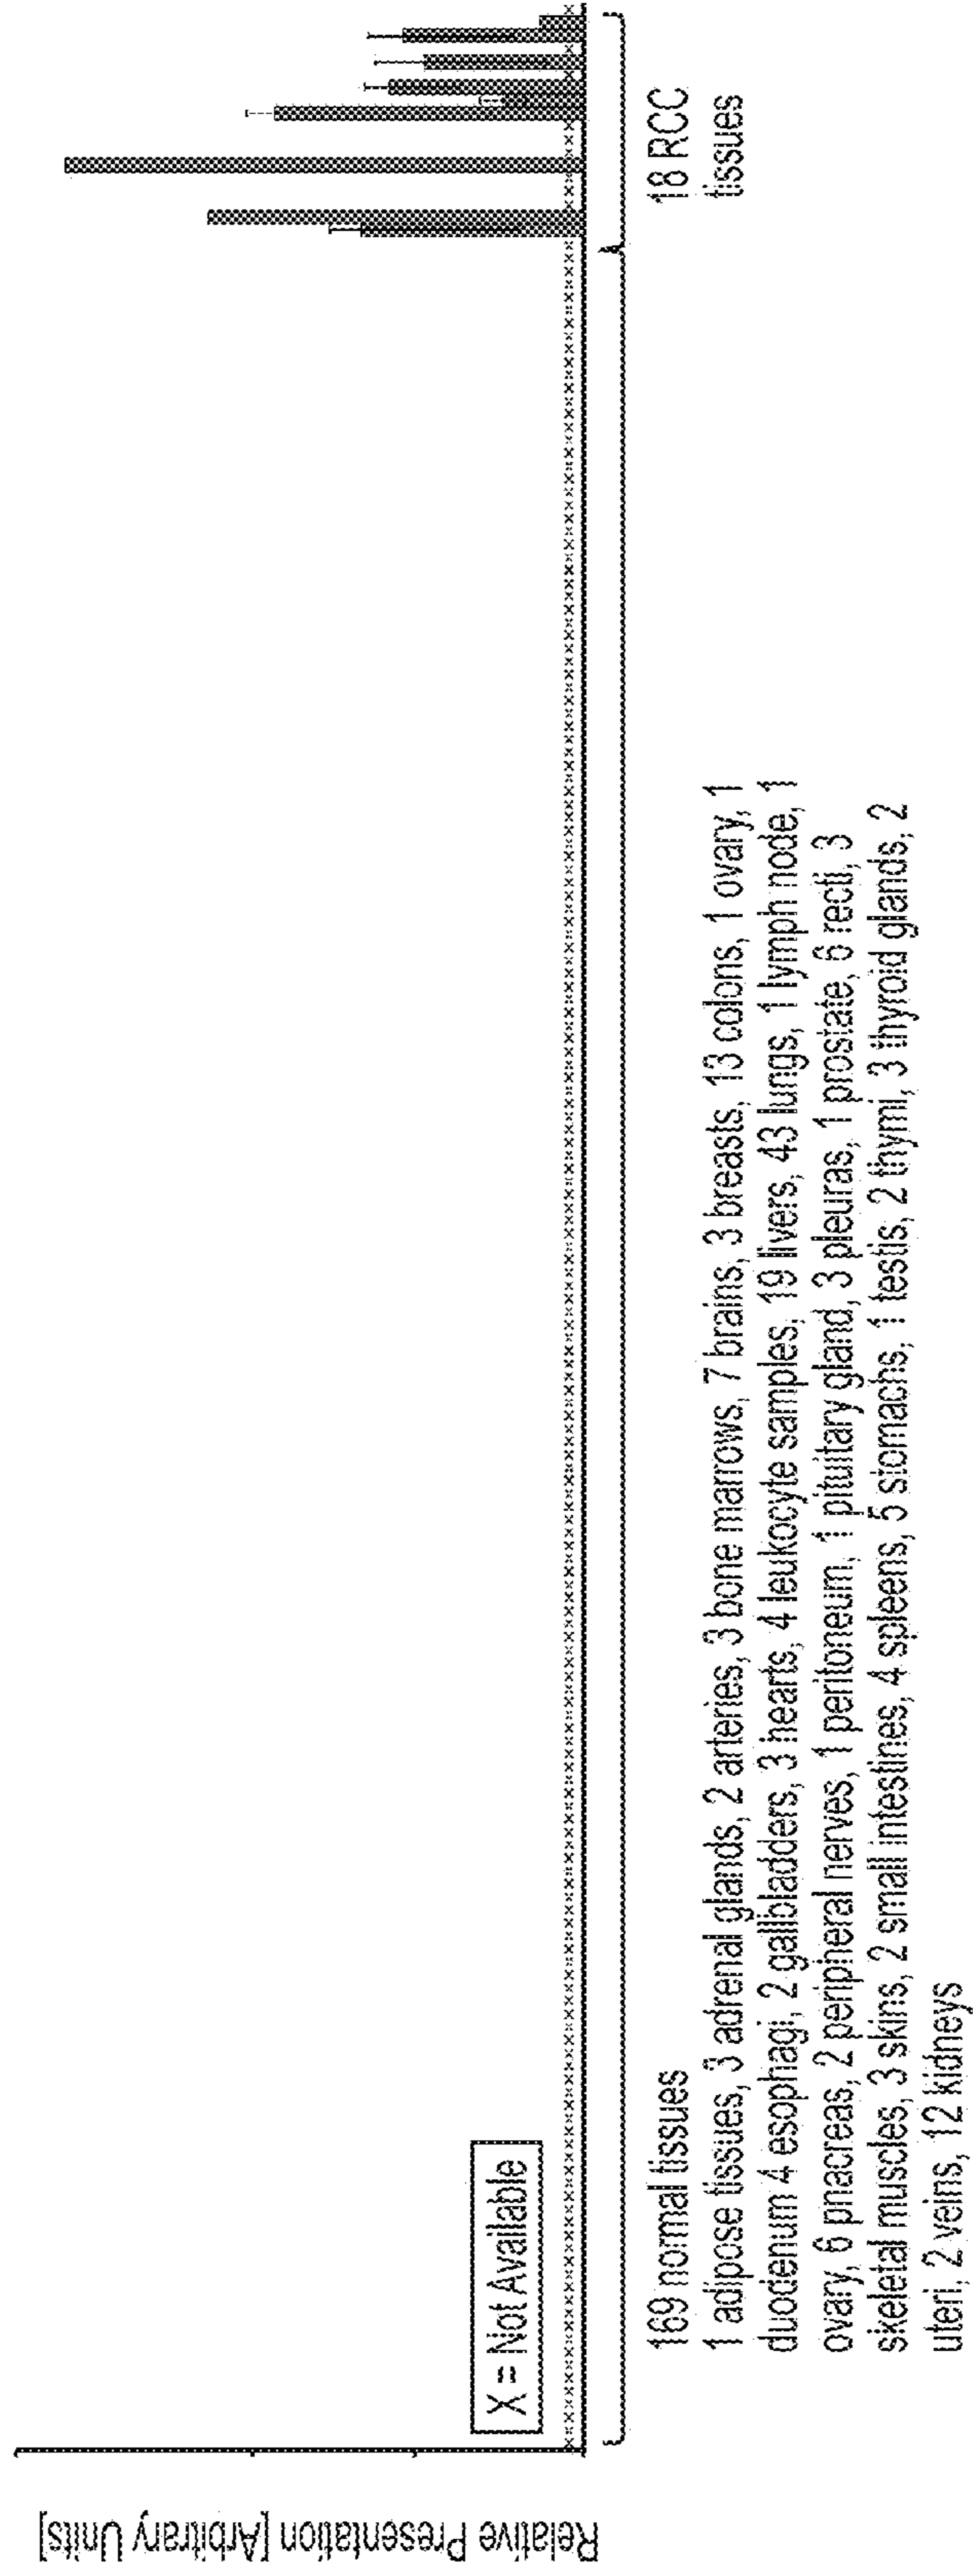 Relative Presentation [Arbitrary Units]
X = Not Available
169 normal tissues
1 adipose tissues, 3 adrenal glands, 2 arteries, 3 bone marrows, 7 brains, 3 breasts, 13 colons, 1 ovary, 1
duodenum 4 esophagi, 2 gallbladders, 3 hearts, 4 leukocyte samples, 19 livers, 43 lungs, 1 lymph node, 1
ovary, 6 pnacreas, 2 peripheral nerves, 1 peritoneum, 1 pituitary gland, 3 pleuras, 1 prostate, 6 recti, 3
skeletal muscles, 3 skins, 2 small intestines, 4 spleens, 5 stomachs, 1 testis, 2 thymi, 3 thyroid glands, 2
uteri, 2 veins, 12 kidneys
18 RCC
tissues